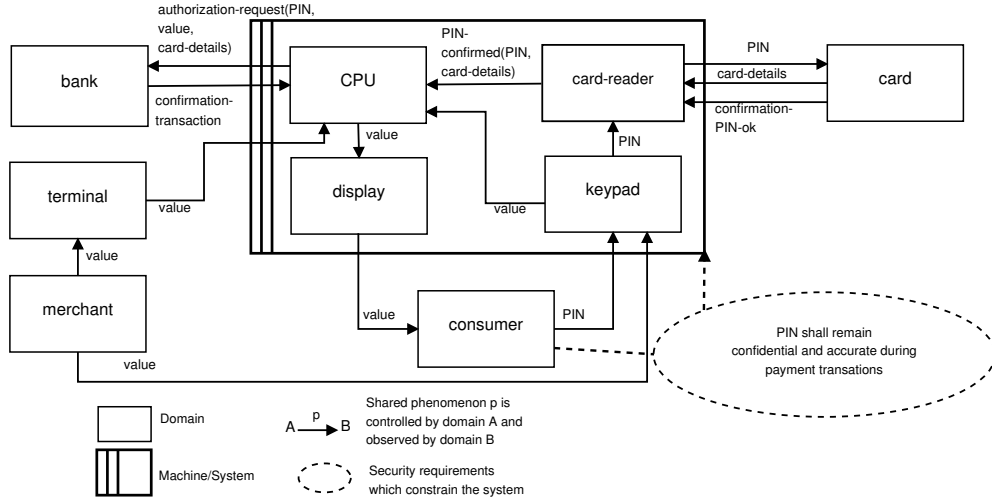 authorization-request(PIN,
value,
card-details)
bank
confirmation-
transaction
CPU
PIN-
confirmed(PIN,
card-details)
card-reader
PIN
card-details
confirmation-
PIN-ok
card
value
PIN
terminal
value
display
value
keypad
value
merchant
value
value
consumer
PIN
PIN shall remain
confidential and accurate during
payment transations
Domain
A
p
B
Shared phenomenon p is
controlled by domain A and
observed by domain B
Machine/System
Security requirements
which constrain the system